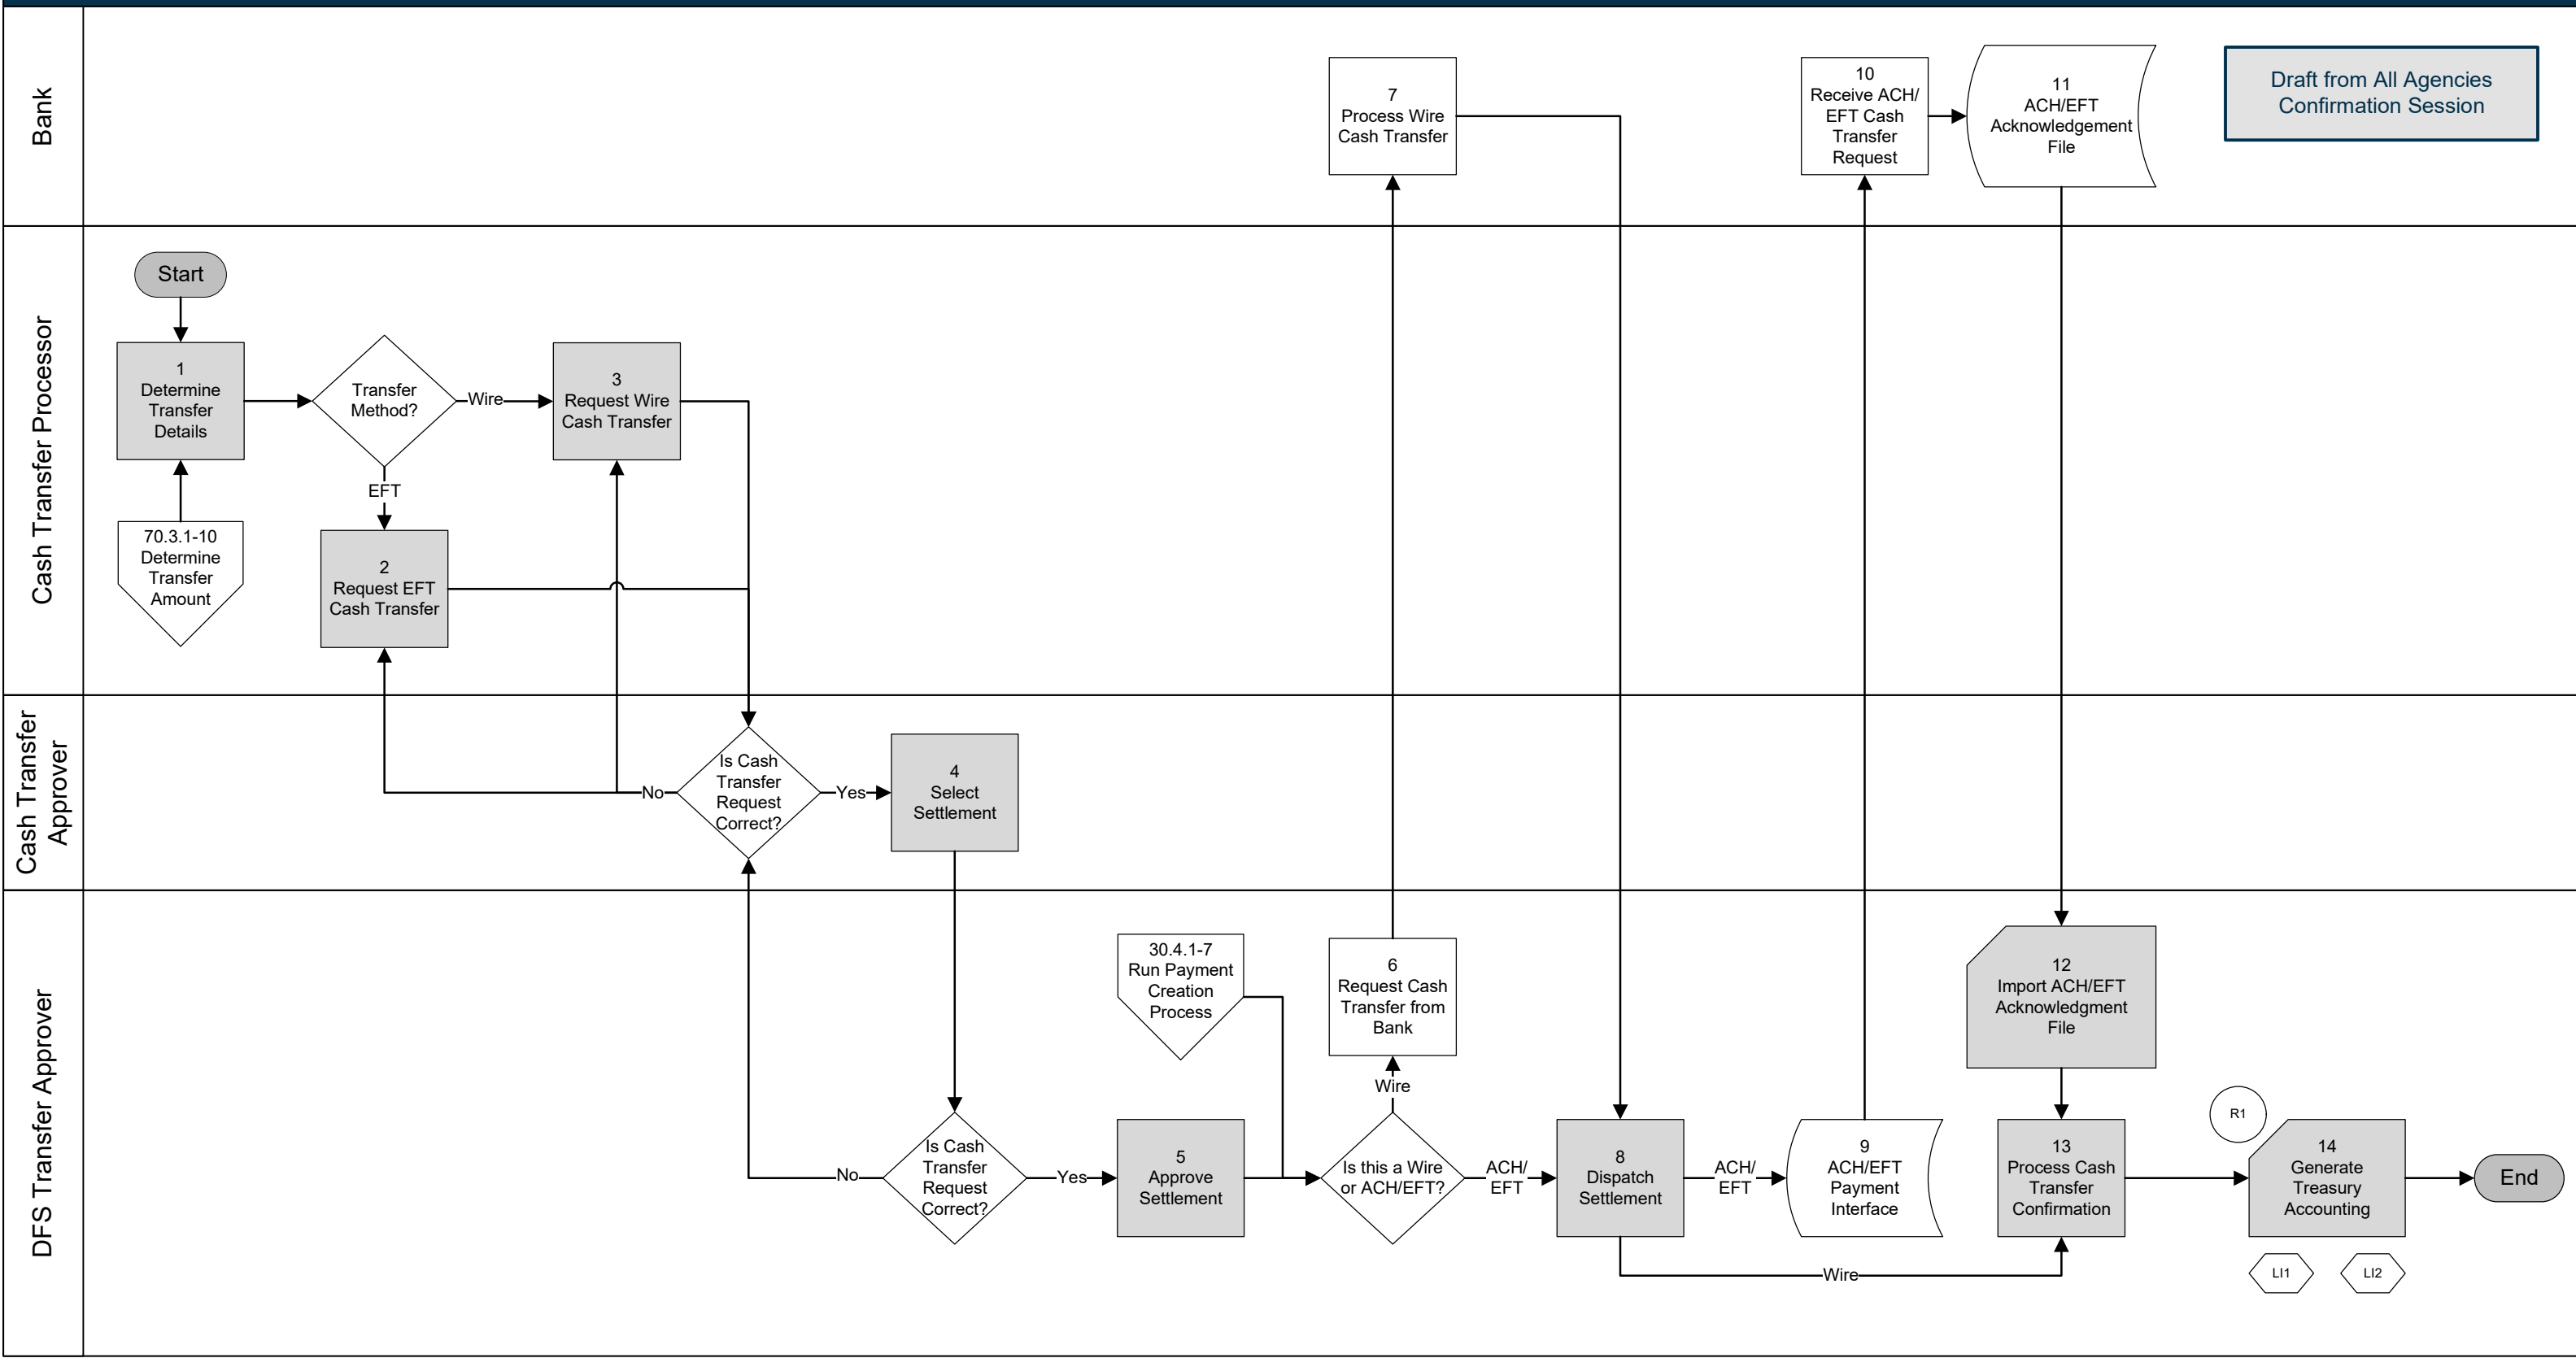 Bank
7
Process Wire
Cash Transfer
10
Receive ACH/
EFT Cash
Transfer
Request
11
ACH/EFT
Acknowledgement
File
Draft from All Agencies
Confirmation Session
Cash Transfer Processor
Start
1
Determine
Transfer
Details
Transfer
Method?
Wire
3
Request Wire
Cash Transfer
EFT
70.3.1-10
Determine
Transfer
Amount
2
Request EFT
Cash Transfer
Cash Transfer
Approver
Is Cash
Transfer
Request
Correct?
No
Yes
4
Select
Settlement
DFS Transfer Approver
Is Cash
Transfer
Request
Correct?
No
Yes
5
Approve
Settlement
30.4.1-7
Run Payment
Creation
Process
6
Request Cash
Transfer from
Bank
Wire
Is this a Wire
or ACH/EFT?
ACH/
EFT
8
Dispatch
Settlement
ACH/
EFT
9
ACH/EFT
Payment
Interface
Wire
12
Import ACH/EFT
Acknowledgment
File
13
Process Cash
Transfer
Confirmation
R1
14
Generate
Treasury
Accounting
LI1
LI2
End